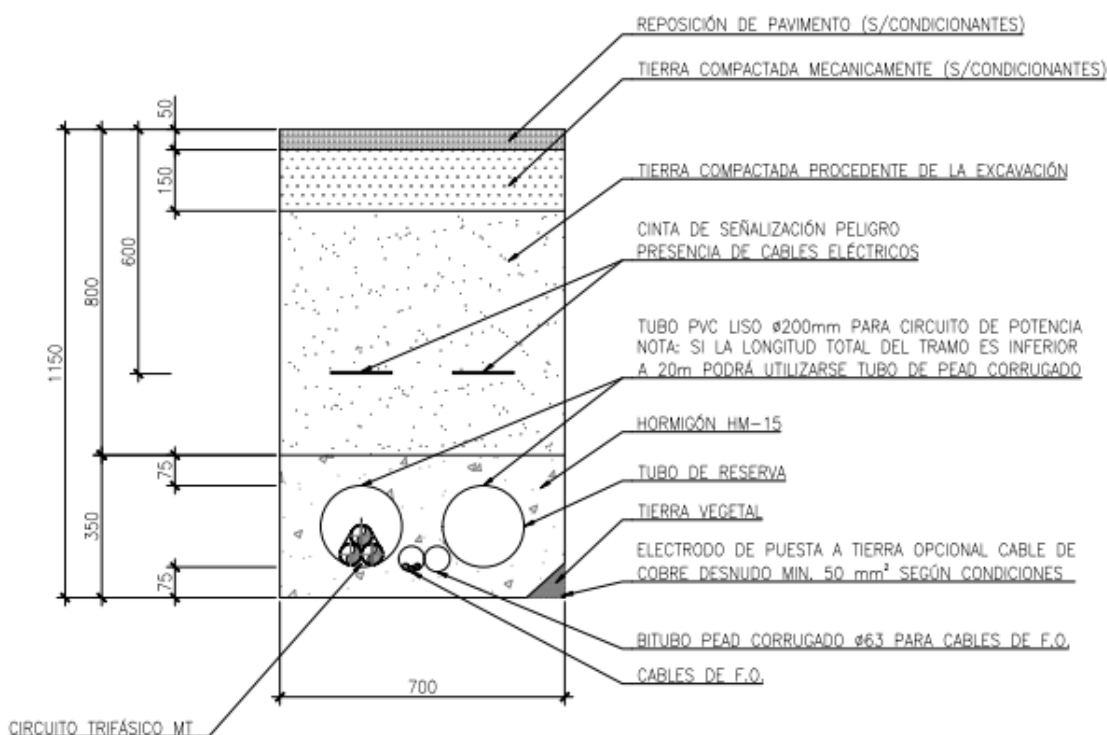 REPOSICIÓN DE PAVIMENTO (S/CONDICIONANTES)
TIERRA COMPACTADA MECANICAMENTE (S/CONDICIONANTES)
TIERRA COMPACTADA PROCEDENTE DE LA EXCAVACIÓN
CINTA DE SEÑALIZACIÓN PELIGRO
PRESENCIA DE CABLES ELÉCTRICOS
TUBO PVC LISO ø200mm PARA CIRCUITO DE POTENCIA
NOTA: SI LA LONGITUD TOTAL DEL TRAMO ES INFERIOR
A 20m PODRÁ UTILIZARSE TUBO DE PEAD CORRUGADO
HORMIGÓN HM-15
TUBO DE RESERVA
TIERRA VEGETAL
ELECTRODO DE PUESTA A TIERRA OPCIONAL CABLE DE
COBRE DESNUDO MIN. 50 mm² SEGÚN CONDICIONES
BITUBO PEAD CORRUGADO ø63 PARA CABLES DE F.O.
CABLES DE F.O.
CIRCUITO TRIFÁSICO MT
50
150
600
800
1150
75
350
75
700